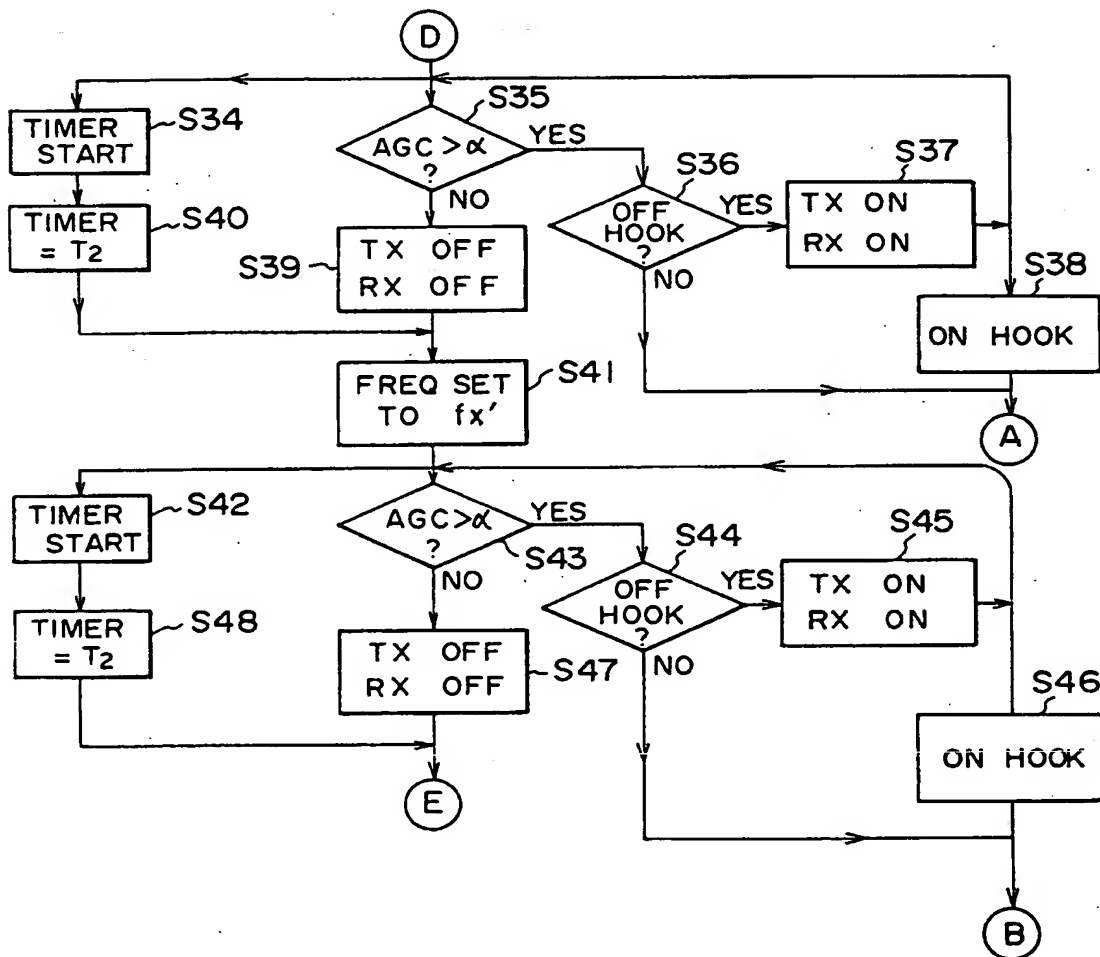 D
S34
TIMER
START
S35
AGC > α
?
YES
NO
S36
OFF
HOOK
?
YES
NO
S37
TX ON
RX ON
S38
ON HOOK
A
S40
TIMER
= T2
S39
TX OFF
RX OFF
S41
FREQ SET
TO fx'
S42
TIMER
START
AGC>α
?
YES
S43
NO
S44
OFF
HOOK
?
YES
NO
S45
TX ON
RX ON
S46
ON HOOK
TIMER
= T2
S48
TX OFF
RX OFF
S47
E
B